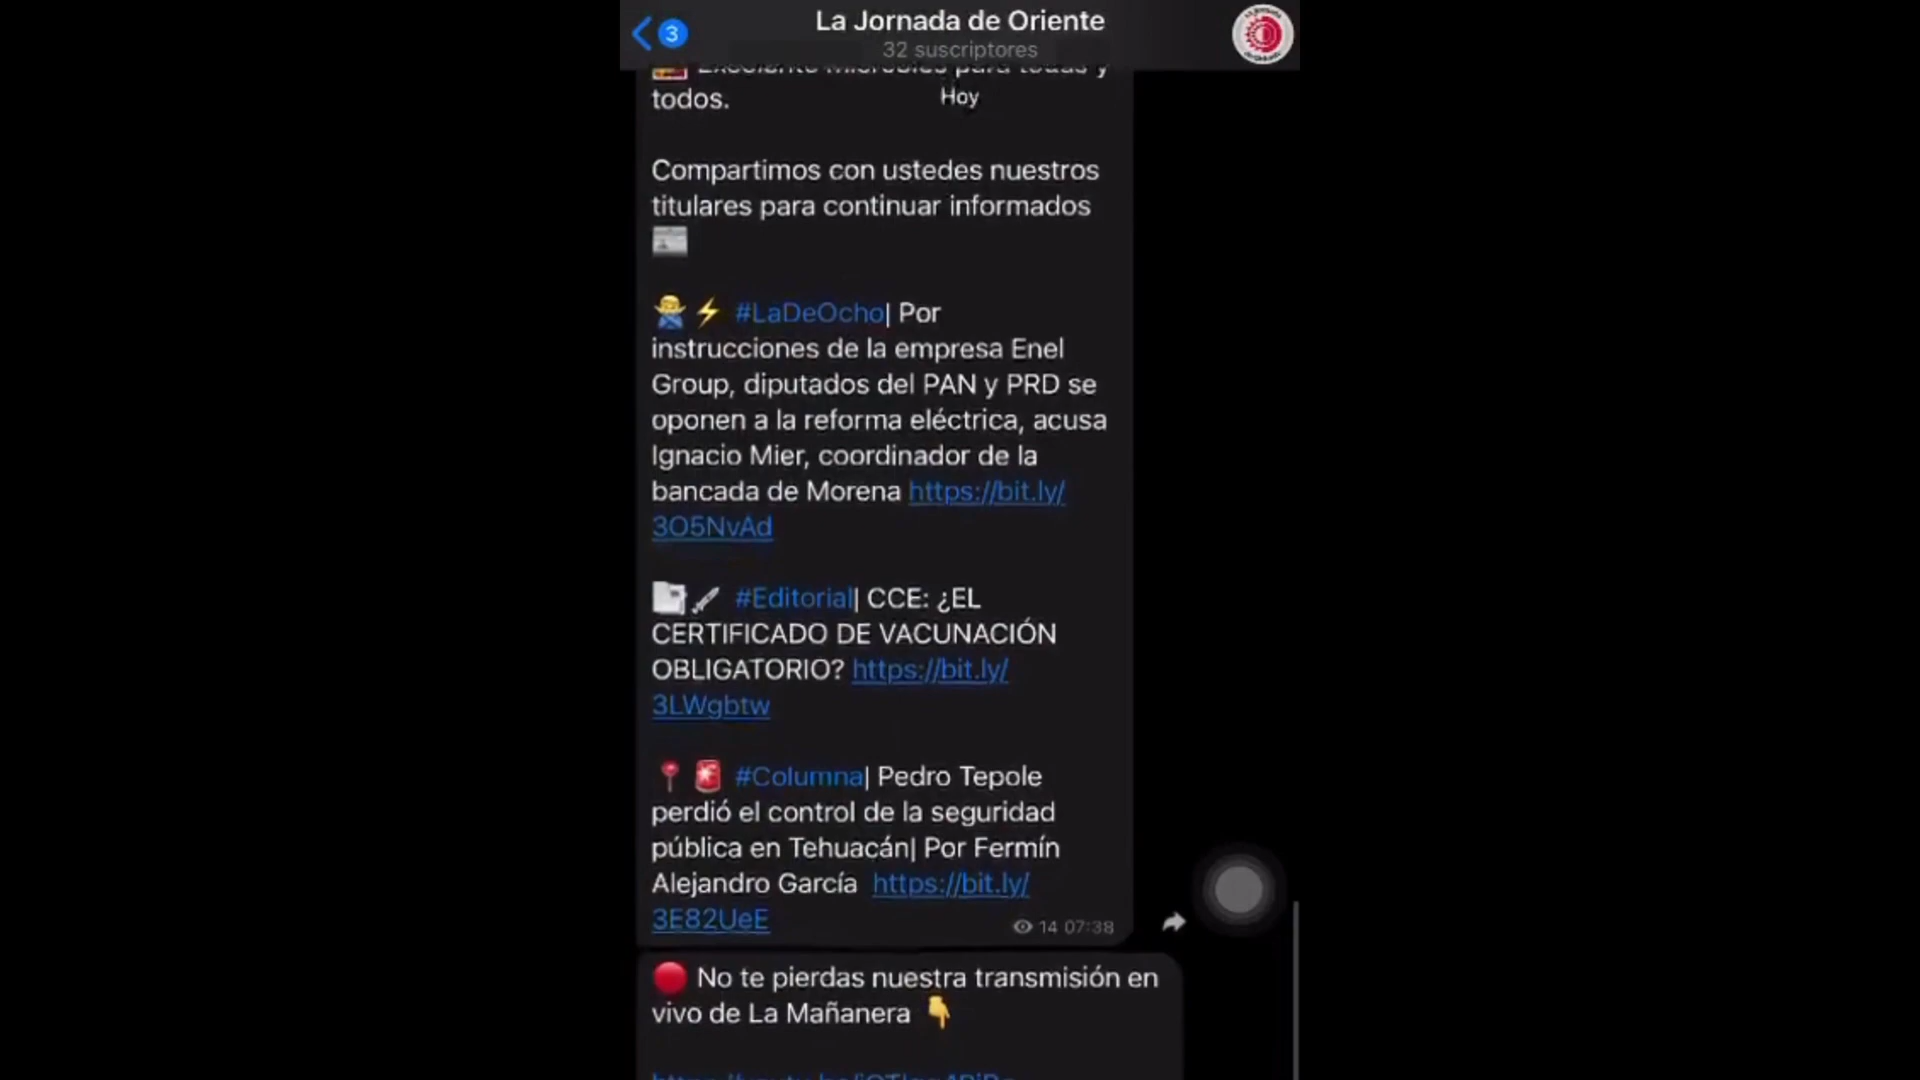 3
La Jornada de Oriente
32 suscriptores
Excelente miércoles para todas y
todos.
Hoy
Compartimos con ustedes nuestros
titulares para continuar informados
#LaDeOcho| Por
instrucciones de la empresa Enel
Group, diputados del PAN y PRD se
oponen a la reforma eléctrica, acusa
Ignacio Mier, coordinador de la
bancada de Morena https://bit.ly/
3O5NvAd
#Editorial| CCE: ¿EL
CERTIFICADO DE VACUNACIÓN
OBLIGATORIO? https://bit.ly/
3LWgbtw
#Columna| Pedro Tepole
perdió el control de la seguridad
pública en Tehuacán| Por Fermín
Alejandro García https://bit.ly/
3E82UeE
14 07:38
No te pierdas nuestra transmisión en
vivo de La Mañanera